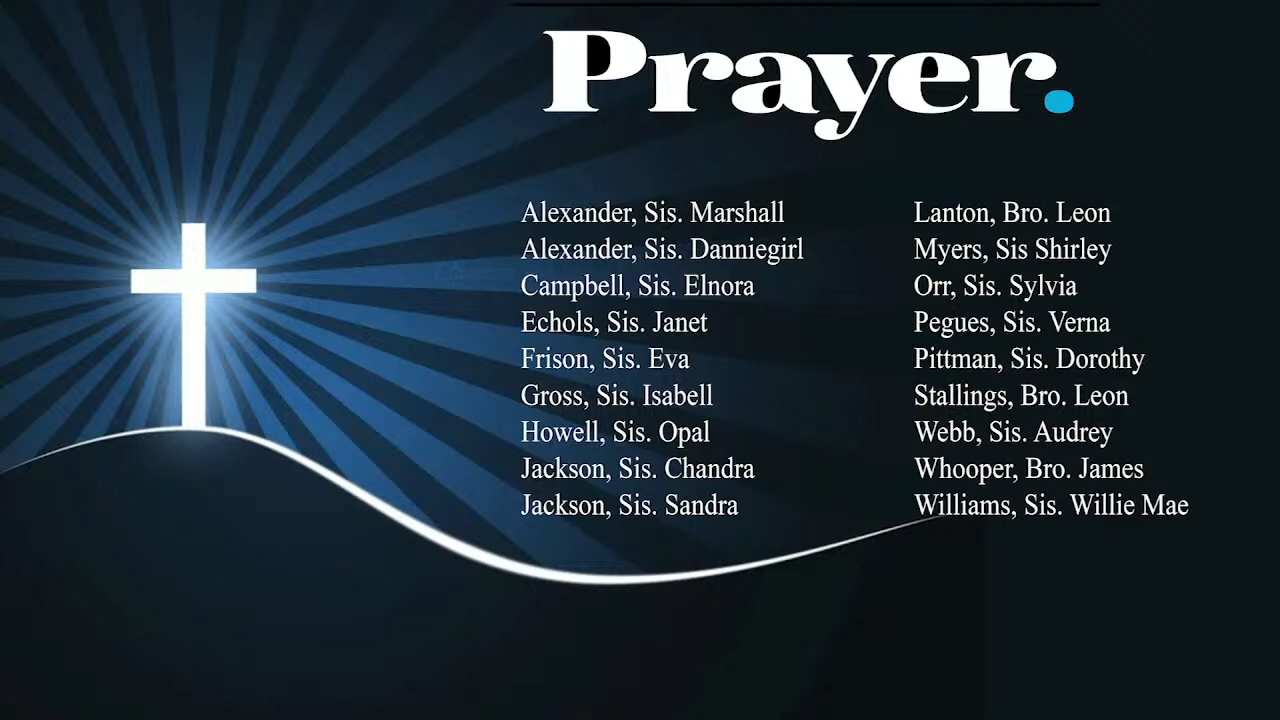 Prayer.
Alexander, Sis. Marshall
Alexander, Sis. Danniegirl
Campbell, Sis. Elnora
Echols, Sis. Janet
Frison, Sis. Eva
Gross, Sis. Isabell
Howell, Sis. Opal
Jackson, Sis. Chandra
Jackson, Sis. Sandra
Lanton, Bro. Leon
Myers, Sis Shirley
Orr, Sis. Sylvia
Pegues, Sis. Verna
Pittman, Sis. Dorothy
Stallings, Bro. Leon
Webb, Sis. Audrey
Whooper, Bro. James
Williams, Sis. Willie Mae